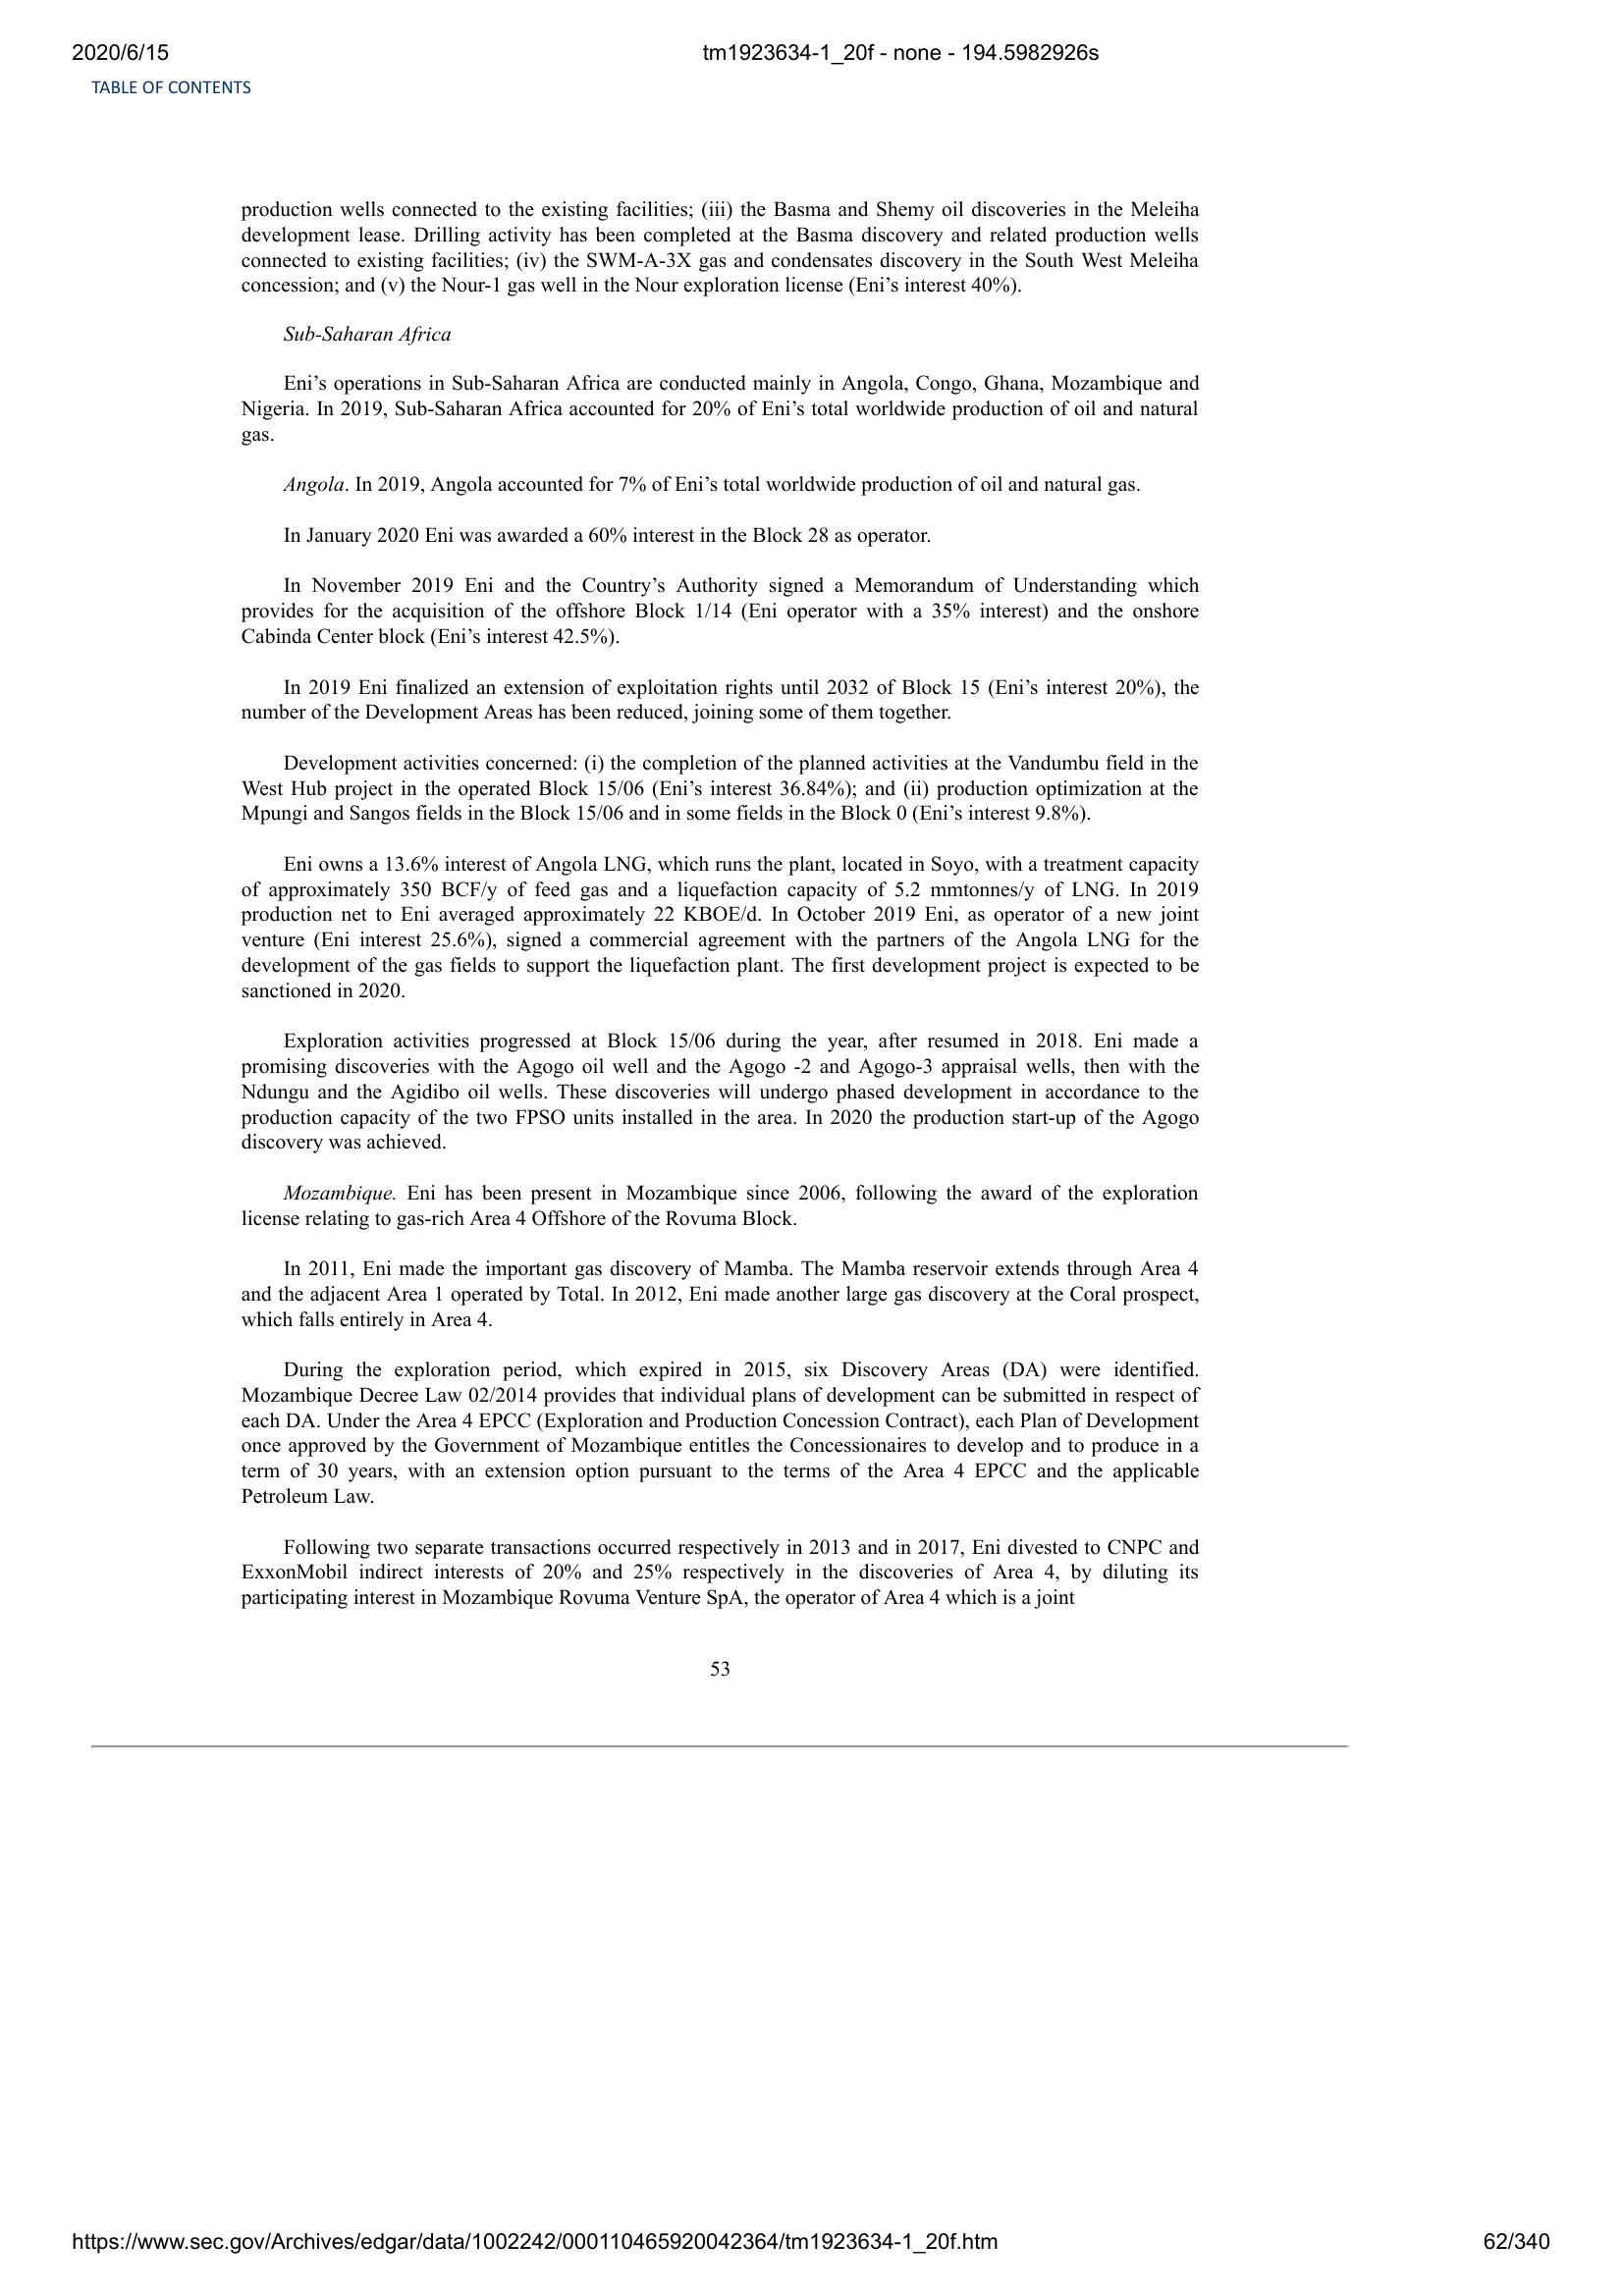 2020/6/15
tm1923634-1_20f - none - 194.5982926s
TABLE OF CONTENTS
production wells connected to the existing facilities; (iii) the Basma and Shemy oil discoveries in the Meleiha
development lease. Drilling activity has been completed at the Basma discovery and related production wells
connected to existing facilities; (iv) the SWM-A-3X gas and condensates discovery in the South West Meleiha
concession; and (v) the Nour-1 gas well in the Nour exploration license (Eni’s interest 40%).
Sub-Saharan Africa
Eni’s operations in Sub-Saharan Africa are conducted mainly in Angola, Congo, Ghana, Mozambique and
Nigeria. In 2019, Sub-Saharan Africa accounted for 20% of Eni’s total worldwide production of oil and natural
gas.
Angola. In 2019, Angola accounted for 7% of Eni’s total worldwide production of oil and natural gas.
In January 2020 Eni was awarded a 60% interest in the Block 28 as operator.
In November 2019 Eni and the Country’s Authority signed a Memorandum of Understanding which
provides for the acquisition of the offshore Block 1/14 (Eni operator with a 35% interest) and the onshore
Cabinda Center block (Eni’s interest 42.5%).
In 2019 Eni finalized an extension of exploitation rights until 2032 of Block 15 (Eni’s interest 20%), the
number of the Development Areas has been reduced, joining some of them together.
Development activities concerned: (i) the completion of the planned activities at the Vandumbu field in the
West Hub project in the operated Block 15/06 (Eni’s interest 36.84%); and (ii) production optimization at the
Mpungi and Sangos fields in the Block 15/06 and in some fields in the Block 0 (Eni’s interest 9.8%).
Eni owns a 13.6% interest of Angola LNG, which runs the plant, located in Soyo, with a treatment capacity
of approximately 350 BCF/y of feed gas and a liquefaction capacity of 5.2 mmtonnes/y of LNG. In 2019
production net to Eni averaged approximately 22 KBOE/d. In October 2019 Eni, as operator of a new joint
venture (Eni interest 25.6%), signed a commercial agreement with the partners of the Angola LNG for the
development of the gas fields to support the liquefaction plant. The first development project is expected to be
sanctioned in 2020.
Exploration activities progressed at Block 15/06 during the year, after resumed in 2018. Eni made a
promising discoveries with the Agogo oil well and the Agogo -2 and Agogo-3 appraisal wells, then with the
Ndungu and the Agidibo oil wells. These discoveries will undergo phased development in accordance to the
production capacity of the two FPSO units installed in the area. In 2020 the production start-up of the Agogo
discovery was achieved.
Mozambique. Eni has been present in Mozambique since 2006, following the award of the exploration
license relating to gas-rich Area 4 Offshore of the Rovuma Block.
In 2011, Eni made the important gas discovery of Mamba. The Mamba reservoir extends through Area 4
and the adjacent Area 1 operated by Total. In 2012, Eni made another large gas discovery at the Coral prospect,
which falls entirely in Area 4.
During the exploration period, which expired in 2015, six Discovery Areas (DA) were identified.
Mozambique Decree Law 02/2014 provides that individual plans of development can be submitted in respect of
each DA. Under the Area 4 EPCC (Exploration and Production Concession Contract), each Plan of Development
once approved by the Government of Mozambique entitles the Concessionaires to develop and to produce in a
term of 30 years, with an extension option pursuant to the terms of the Area 4 EPCC and the applicable
Petroleum Law.
Following two separate transactions occurred respectively in 2013 and in 2017, Eni divested to CNPC and
ExxonMobil indirect interests of 20% and 25% respectively in the discoveries of Area 4, by diluting its
participating interest in Mozambique Rovuma Venture SpA, the operator of Area 4 which is a joint
53
https://www.sec.gov/Archives/edgar/data/1002242/000110465920042364/tm1923634-1_20f.htm
62/340